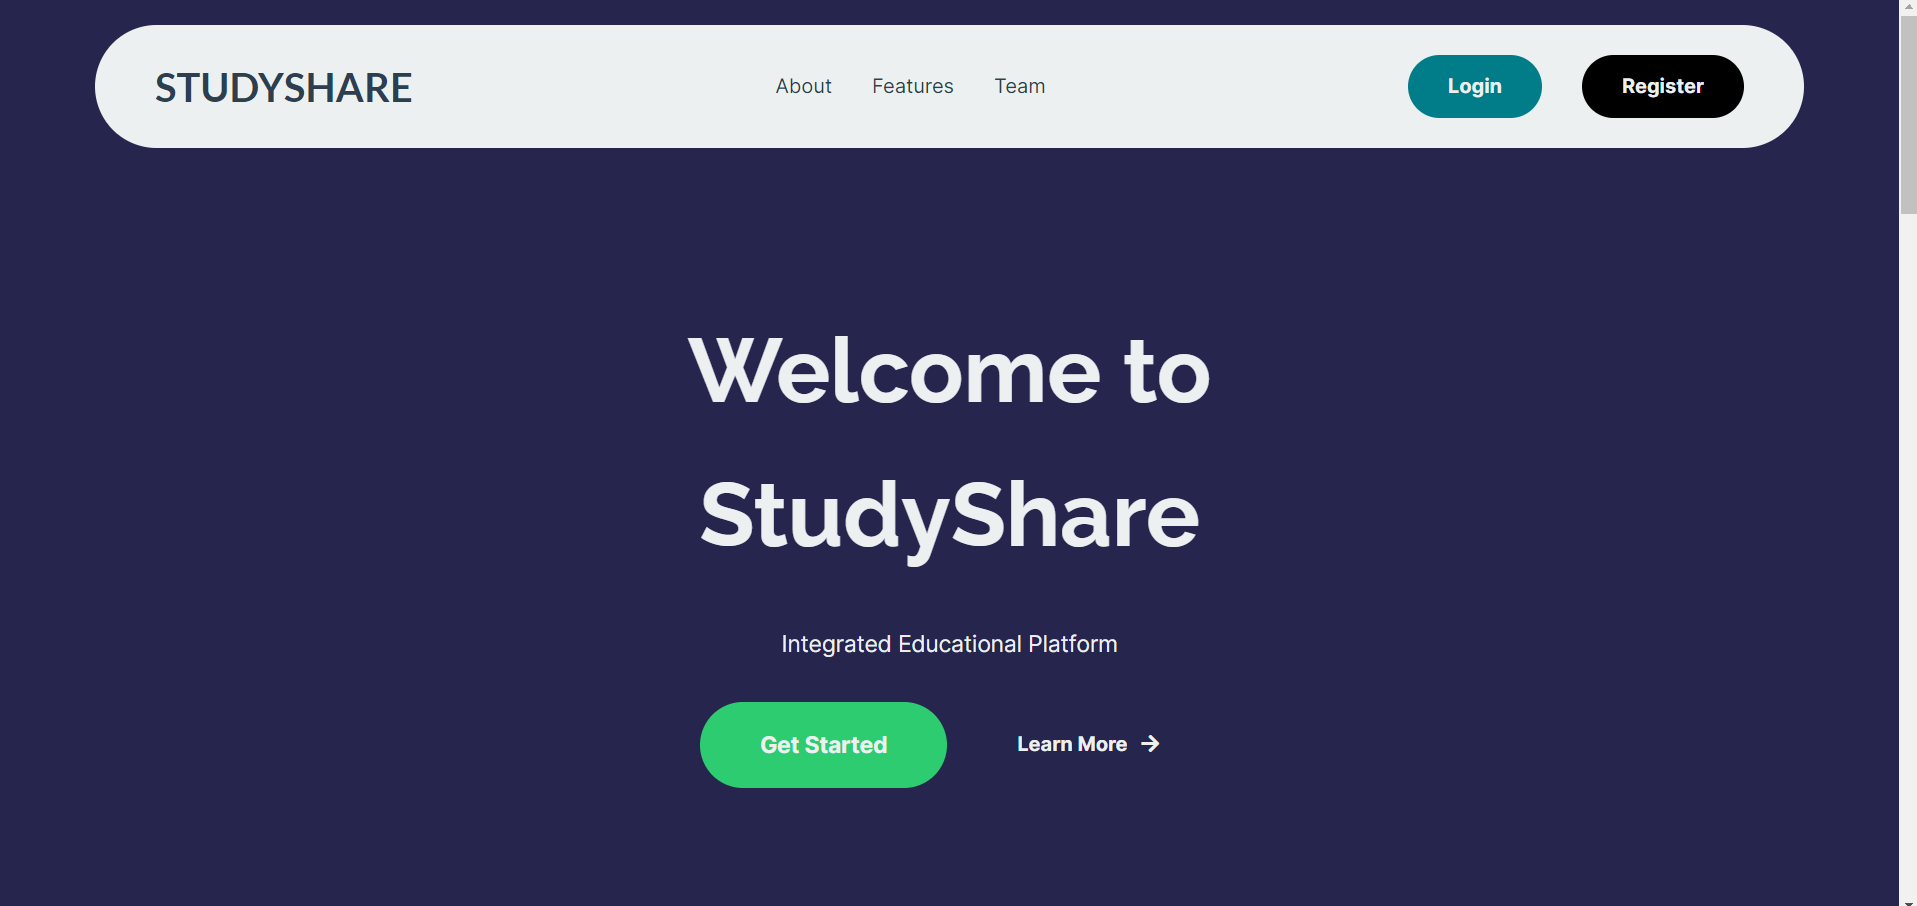 STUDYSHARE
About Features Team
Login Register
Welcome to
StudyShare
Integrated Educational Platform
Get Started Learn More